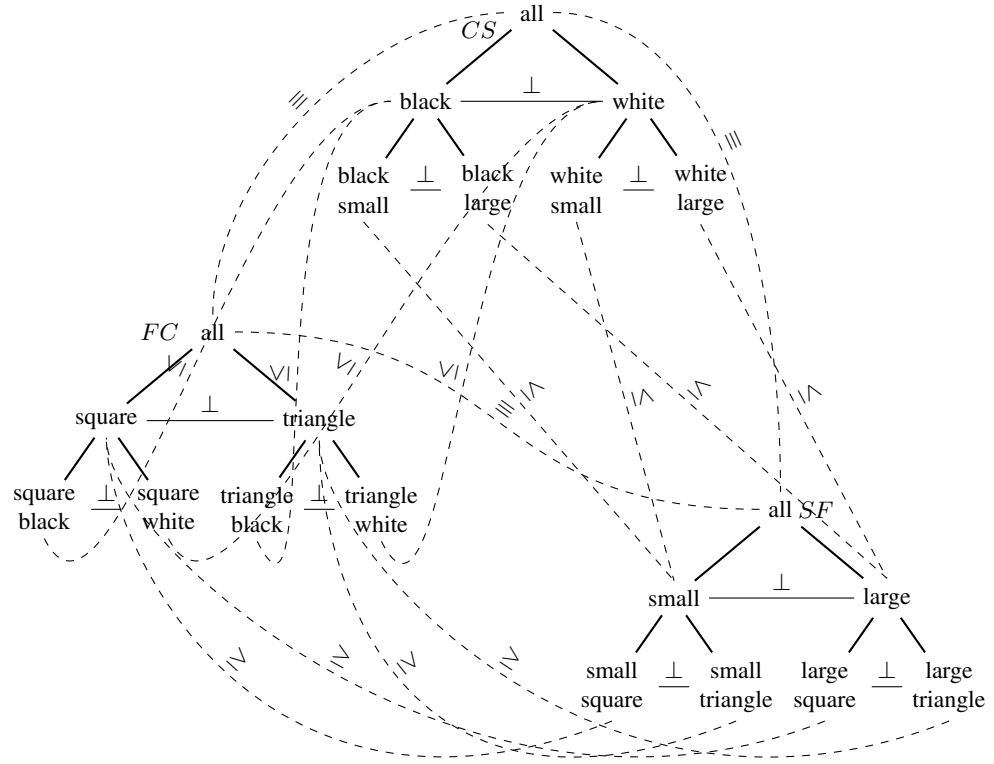 all
CS
≡
⊥
black
white
≡
black ⊥ black white ⊥ white
small large small large
FC all
≤ ≤ ≤ ≤ ≤ ≤ ≤ ≤
≡
square ⊥ triangle
square ⊥ square triangle ⊥ triangle
black white black white
all SF
small ⊥ large
≥ ≥ ≥ ≥
small ⊥ small large ⊥ large
square triangle square triangle